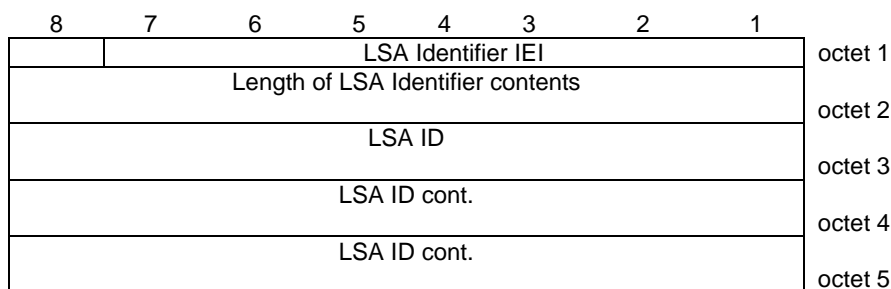 8 7 6 5 4 3 2 1
LSA Identifier IEI octet 1
Length of LSA Identifier contents
octet 2
LSA ID
octet 3
LSA ID cont.
octet 4
LSA ID cont.
octet 5